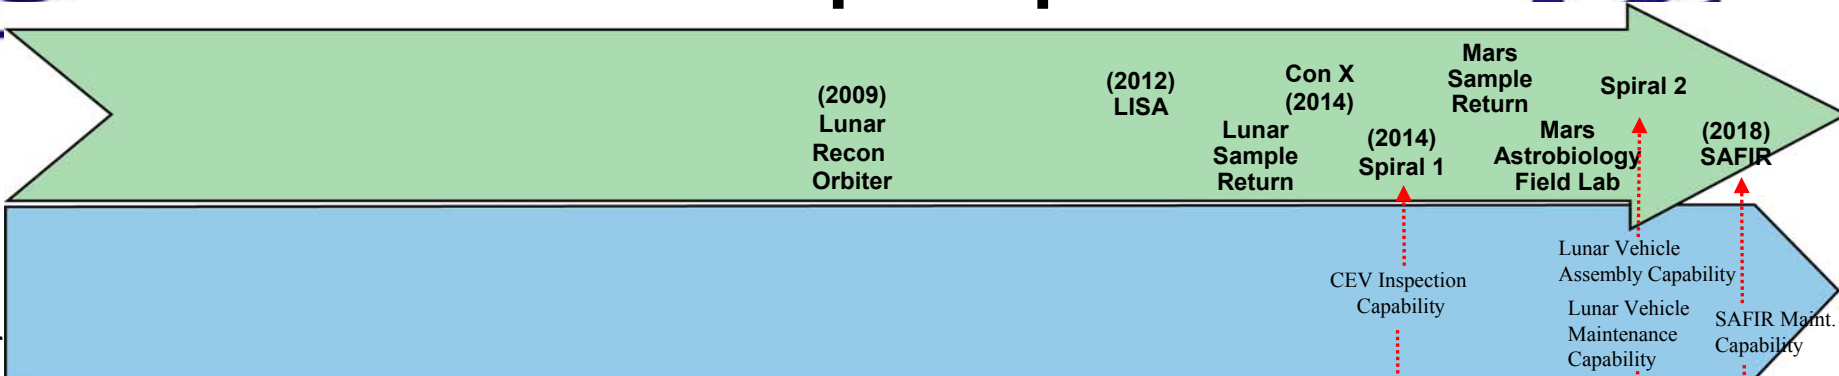 (2009)
Lunar
Recon
Orbiter
(2012)
LISA
Lunar
Sample
Return
Con X
(2014)
(2014)
Spiral 1
Mars
Sample
Return
Mars
Astrobiology
Field Lab
Spiral 2
(2018)
SAFIR
CEV Inspection
Capability
Lunar Vehicle
Assembly Capability
Lunar Vehicle
Maintenance
Capability
SAFIR Maint.
Capability